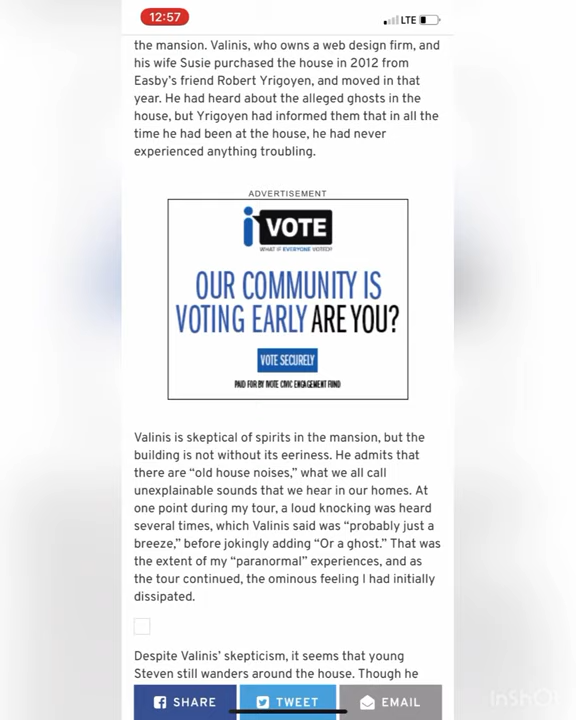 12:57
LTE
the mansion. Valinis, who owns a web design firm, and
his wife Susie purchased the house in 2012 from
Easby's friend Robert Yrigoyen, and moved in that
year. He had heard about the alleged ghosts in the
house, but Yrigoyen had informed them that in all the
time he had been at the house, he had never
experienced anything troubling.
ADVERTISEMENT
iVOTE
WHAT IF EVERYONE VOTED?
OUR COMMUNITY IS
VOTING EARLY ARE YOU?
VOTE SECURELY
PAID FOR BY IVOTE CIVIC ENGAGEMENT FUND
Valinis is skeptical of spirits in the mansion, but the
building is not without its eeriness. He admits that
there are “old house noises,” what we all call
unexplainable sounds that we hear in our homes. At
one point during my tour, a loud knocking was heard
several times, which Valinis said was “probably just a
breeze,” before jokingly adding “Or a ghost.” That was
the extent of my “paranormal” experiences, and as
the tour continued, the ominous feeling I had initially
dissipated.
Despite Valinis’ skepticism, it seems that young
Steven still wanders around the house. Though he
SHARE TWEET EMAIL
InShOt